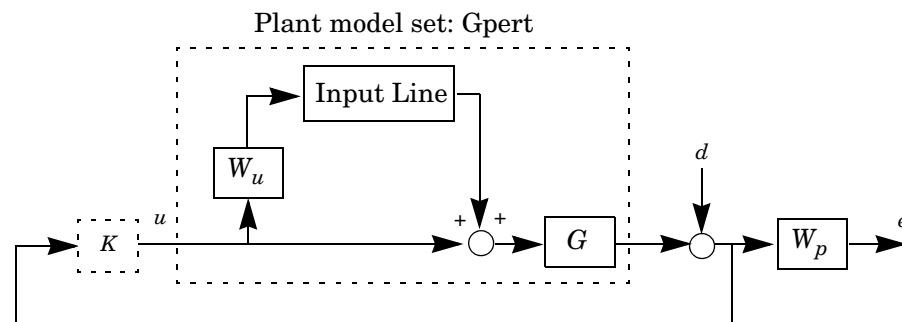 Plant model set: Gpert
Input Line
W_u
d
+ +
u
K
G
W_p
e